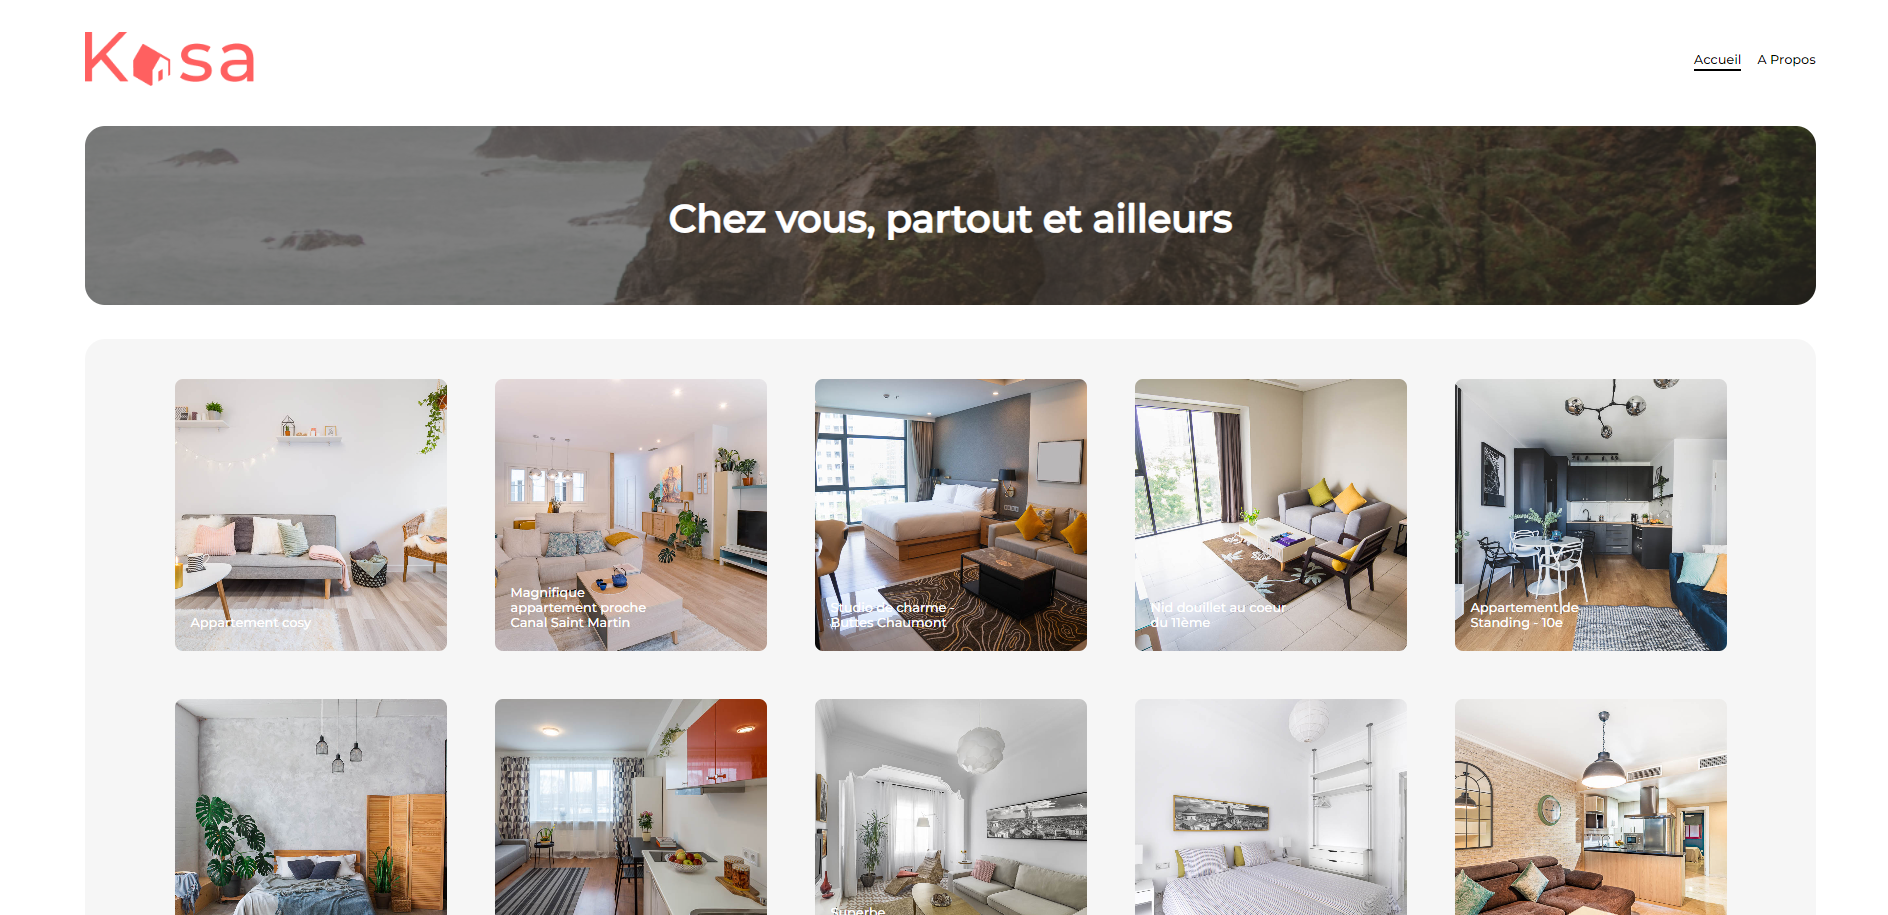 Kasa
Accueil
A Propos
Chez vous, partout et ailleurs
Appartement cosy
Magnifique
appartement proche
Canal Saint Martin
Studio de charme -
Buttes Chaumont
Nid douillet au coeur
du 11ème
Appartement de
Standing - 10e
Superbe